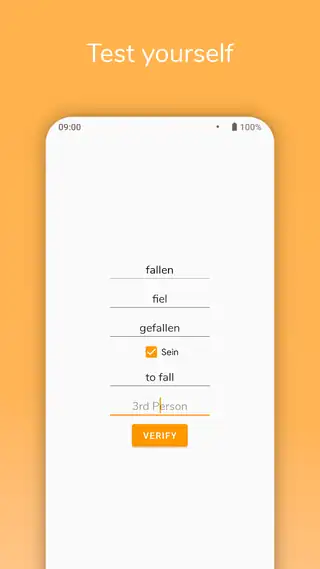 Test yourself
09:00
100%
fallen
fiel
gefallen
Sein
to fall
3rd Person
VERIFY